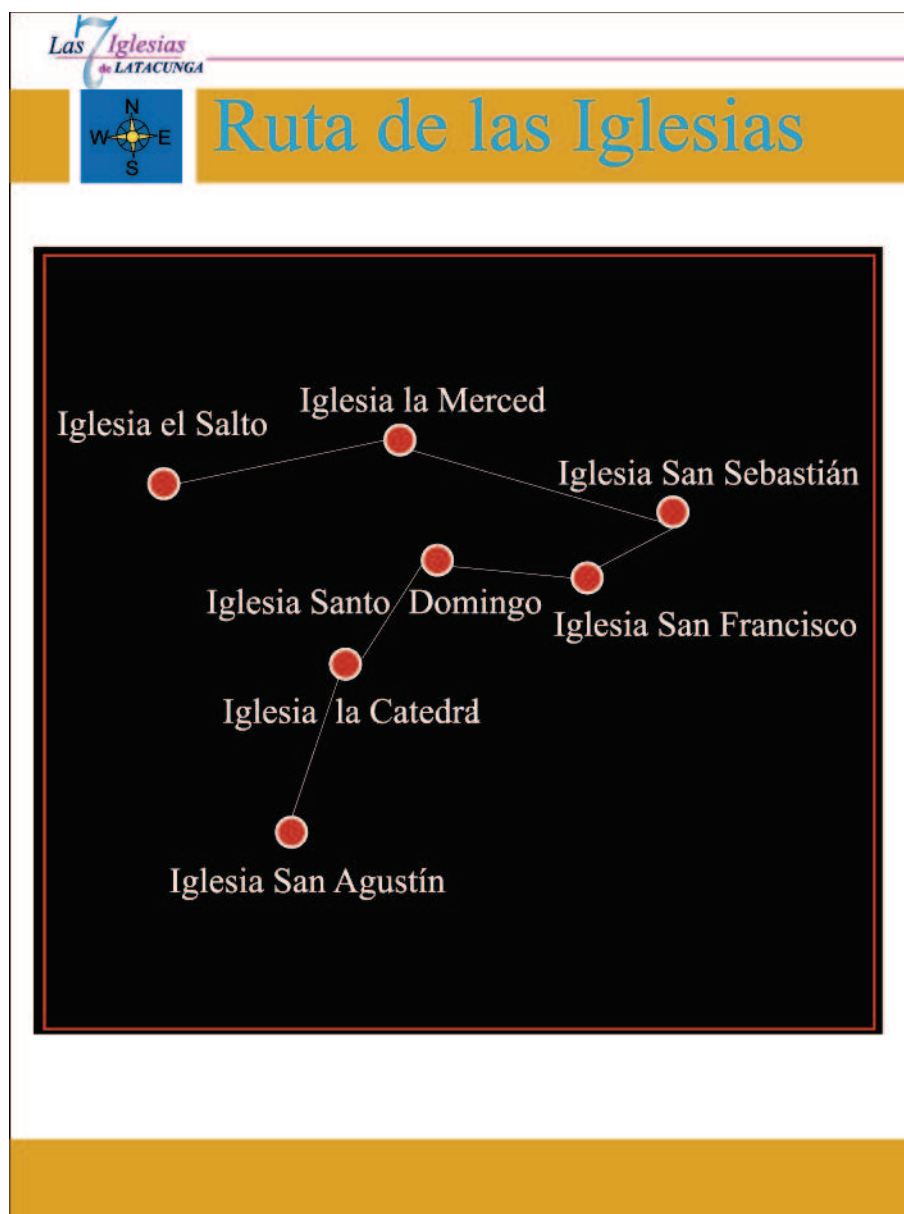 Las 7 Iglesias
de LATACUNGA
N
W E
S
Ruta de las Iglesias
Iglesia la Merced
Iglesia el Salto
Iglesia San Sebastián
Iglesia Santo Domingo
Iglesia San Francisco
Iglesia la Catedral
Iglesia San Agustín